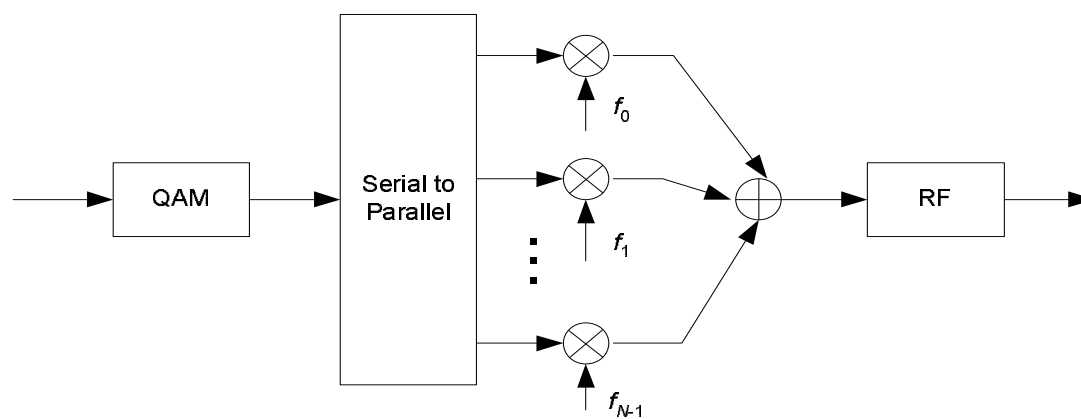 QAM
Serial to
Parallel
f0
f1
fN-1
RF